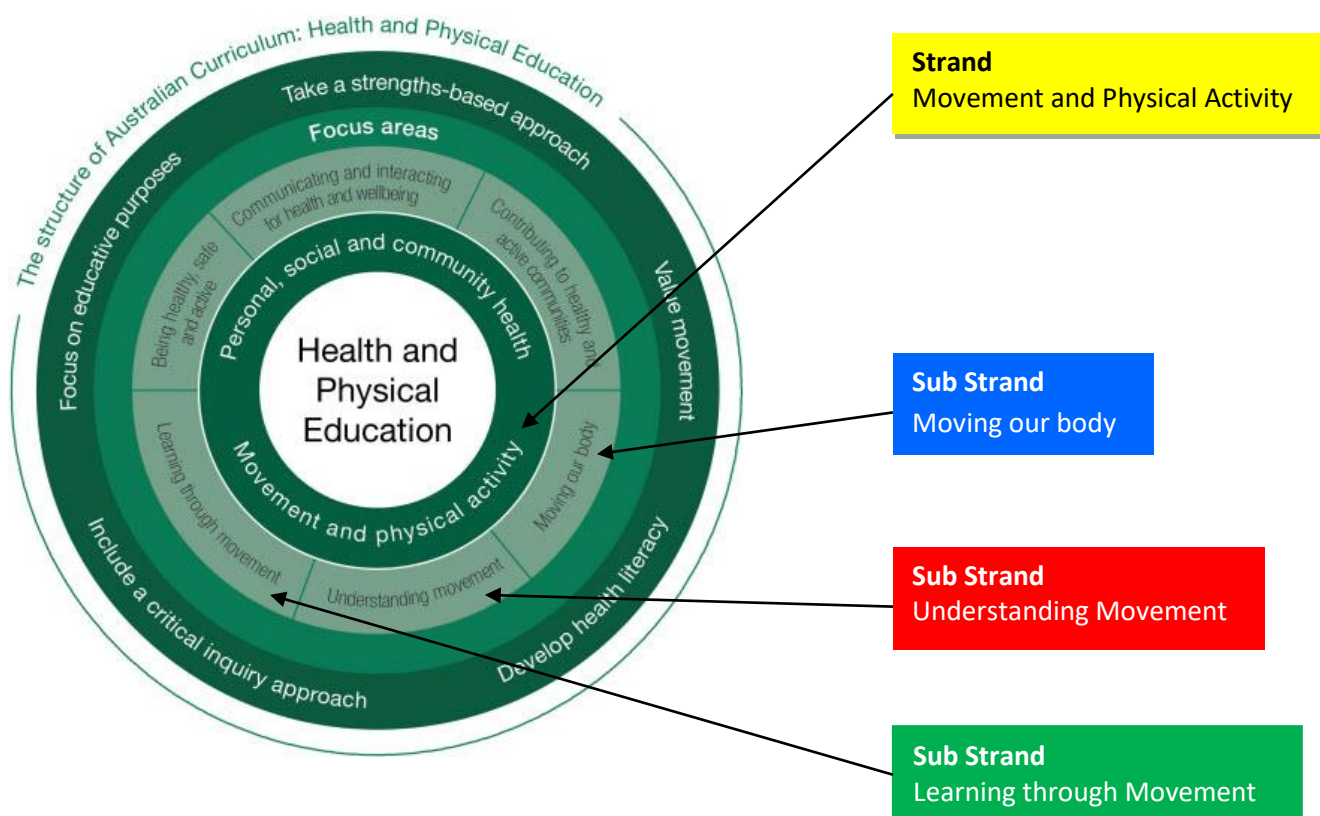 The structure of Australian Curriculum: Health and Physical Education
Take a strengths-based approach
Focus on educative purposes
Value movement
Include a critical inquiry approach
Develop health literacy
Focus areas
Being healthy, safe
and active
Communicating and interacting
for health and wellbeing
Contributing to healthy and
active communities
Learning through movement
Understanding movement
Moving our body
Personal, social and community health
Movement and physical activity
Health and
Physical
Education
Strand
Movement and Physical Activity
Sub Strand
Moving our body
Sub Strand
Understanding Movement
Sub Strand
Learning through Movement